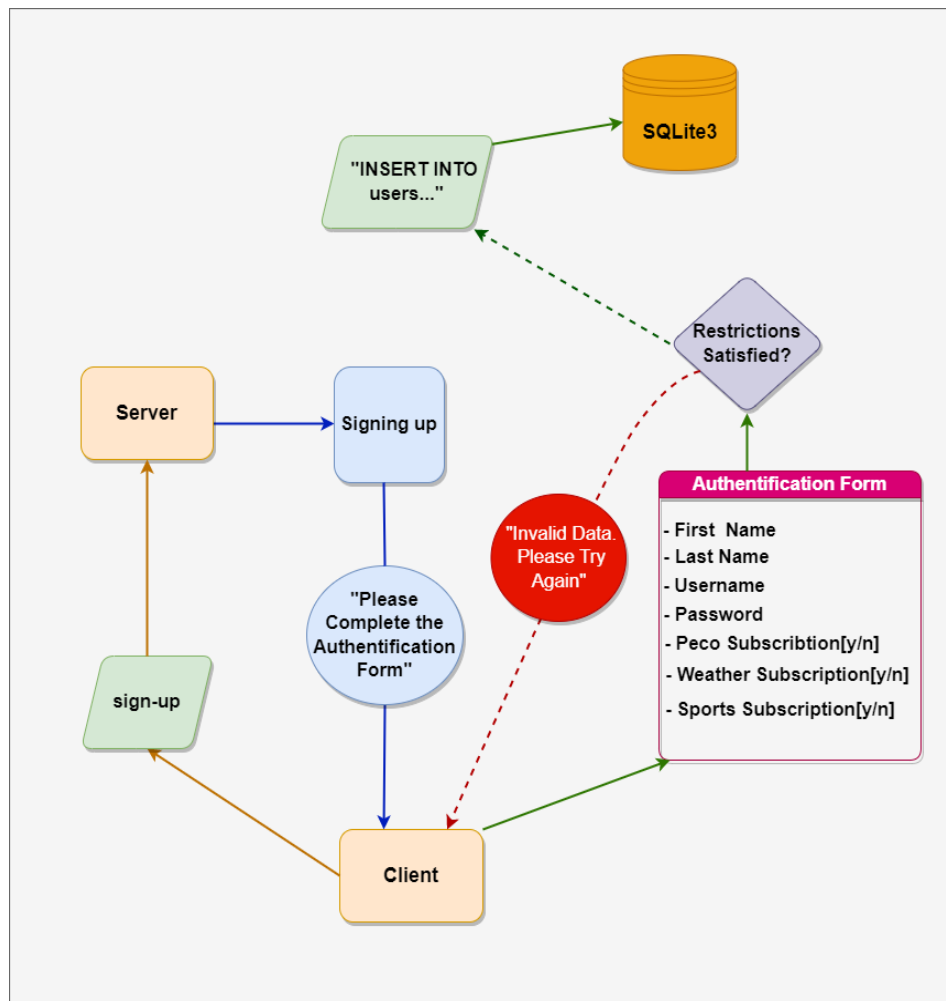 SQLite3
"INSERT INTO
users..."
Restrictions
Satisfied?
Server
Signing up
Authentification Form
- First  Name
- Last Name
- Username
- Password
- Peco Subscribtion[y/n]
- Weather Subscription[y/n]
- Sports Subscription[y/n]
"Invalid Data.
Please Try
Again"
"Please
Complete the
Authentification
Form"
sign-up
Client